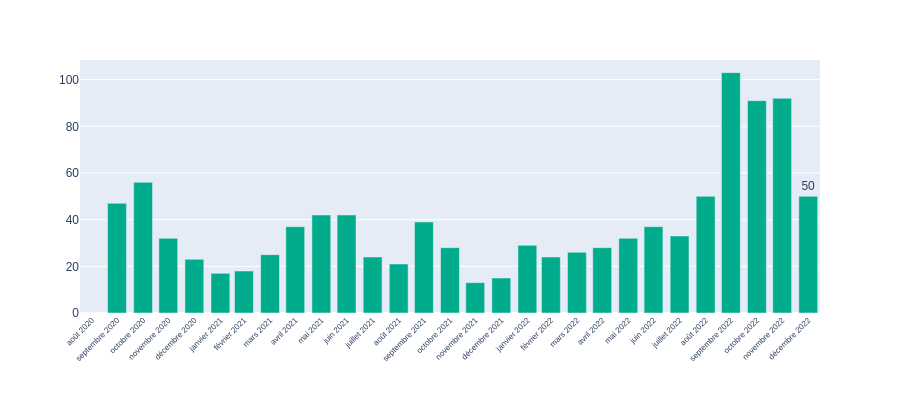 100
80
60
40
20
0
50
août 2020
septembre 2020
octobre 2020
novembre 2020
décembre 2020
janvier 2021
février 2021
mars 2021
avril 2021
mai 2021
juin 2021
juillet 2021
août 2021
septembre 2021
octobre 2021
novembre 2021
décembre 2021
janvier 2022
février 2022
mars 2022
avril 2022
mai 2022
juin 2022
juillet 2022
août 2022
septembre 2022
octobre 2022
novembre 2022
décembre 2022